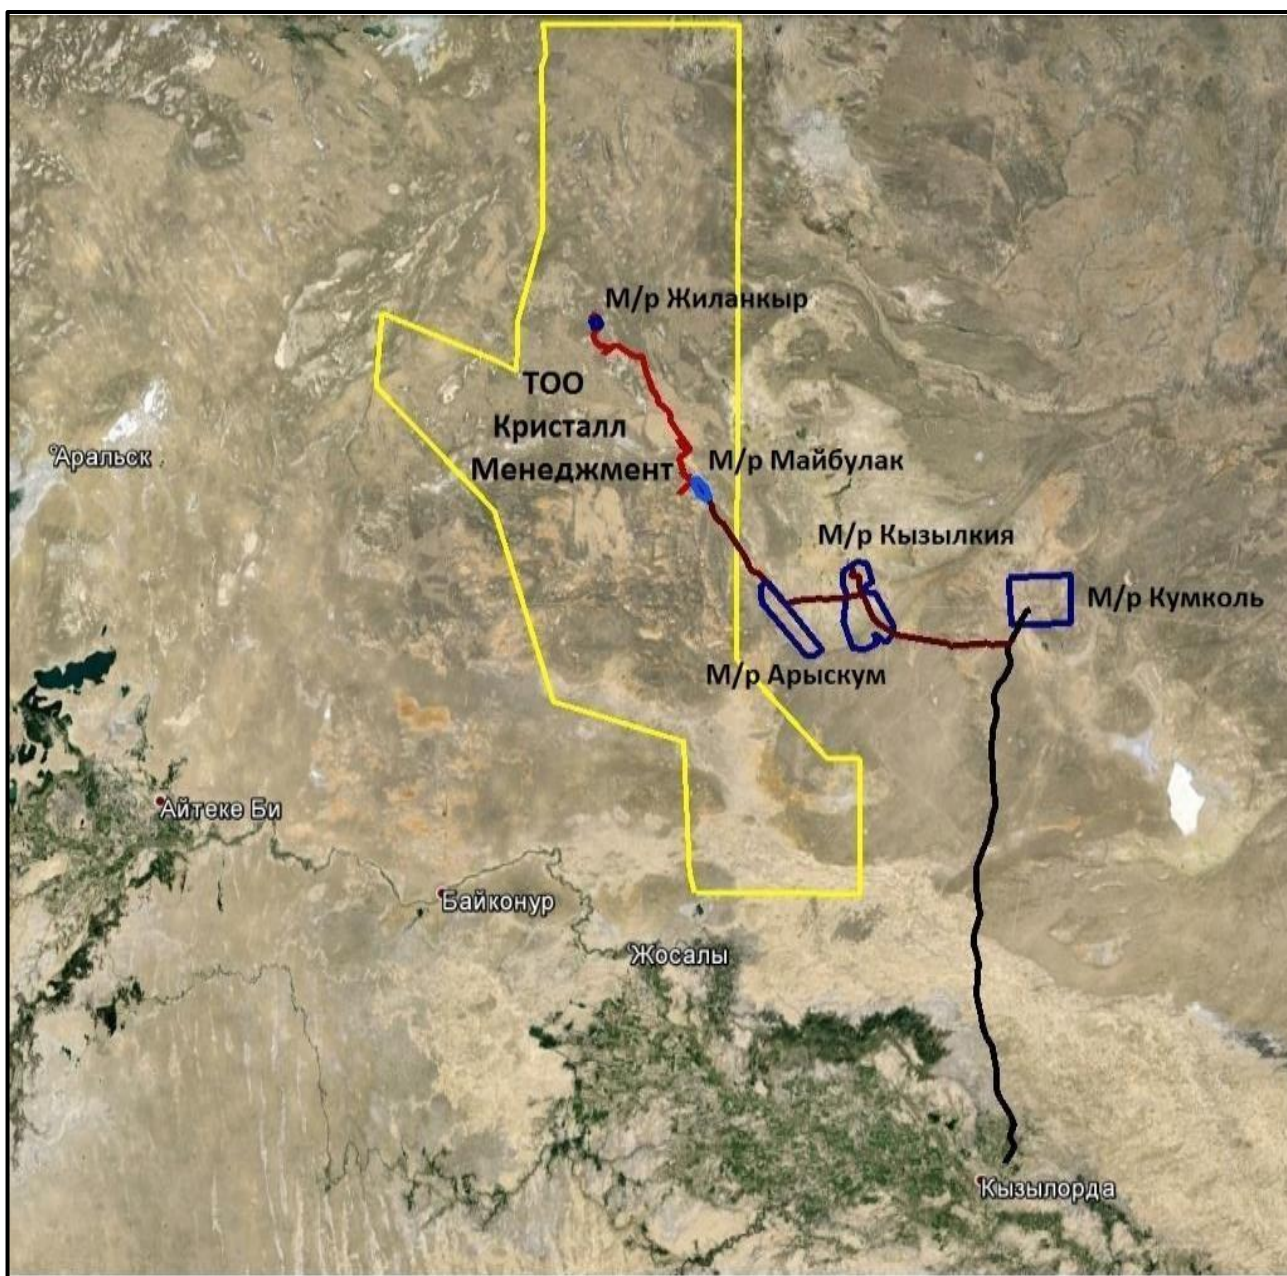 М/р Жиланкыр
ТОО
Кристалл
Менеджмент
М/р Майбулак
Аральск
М/р Кызылкия
М/р Кумколь
М/р Арыскум
Айтеке Би
Байконур
Жосалы
Кызылорда